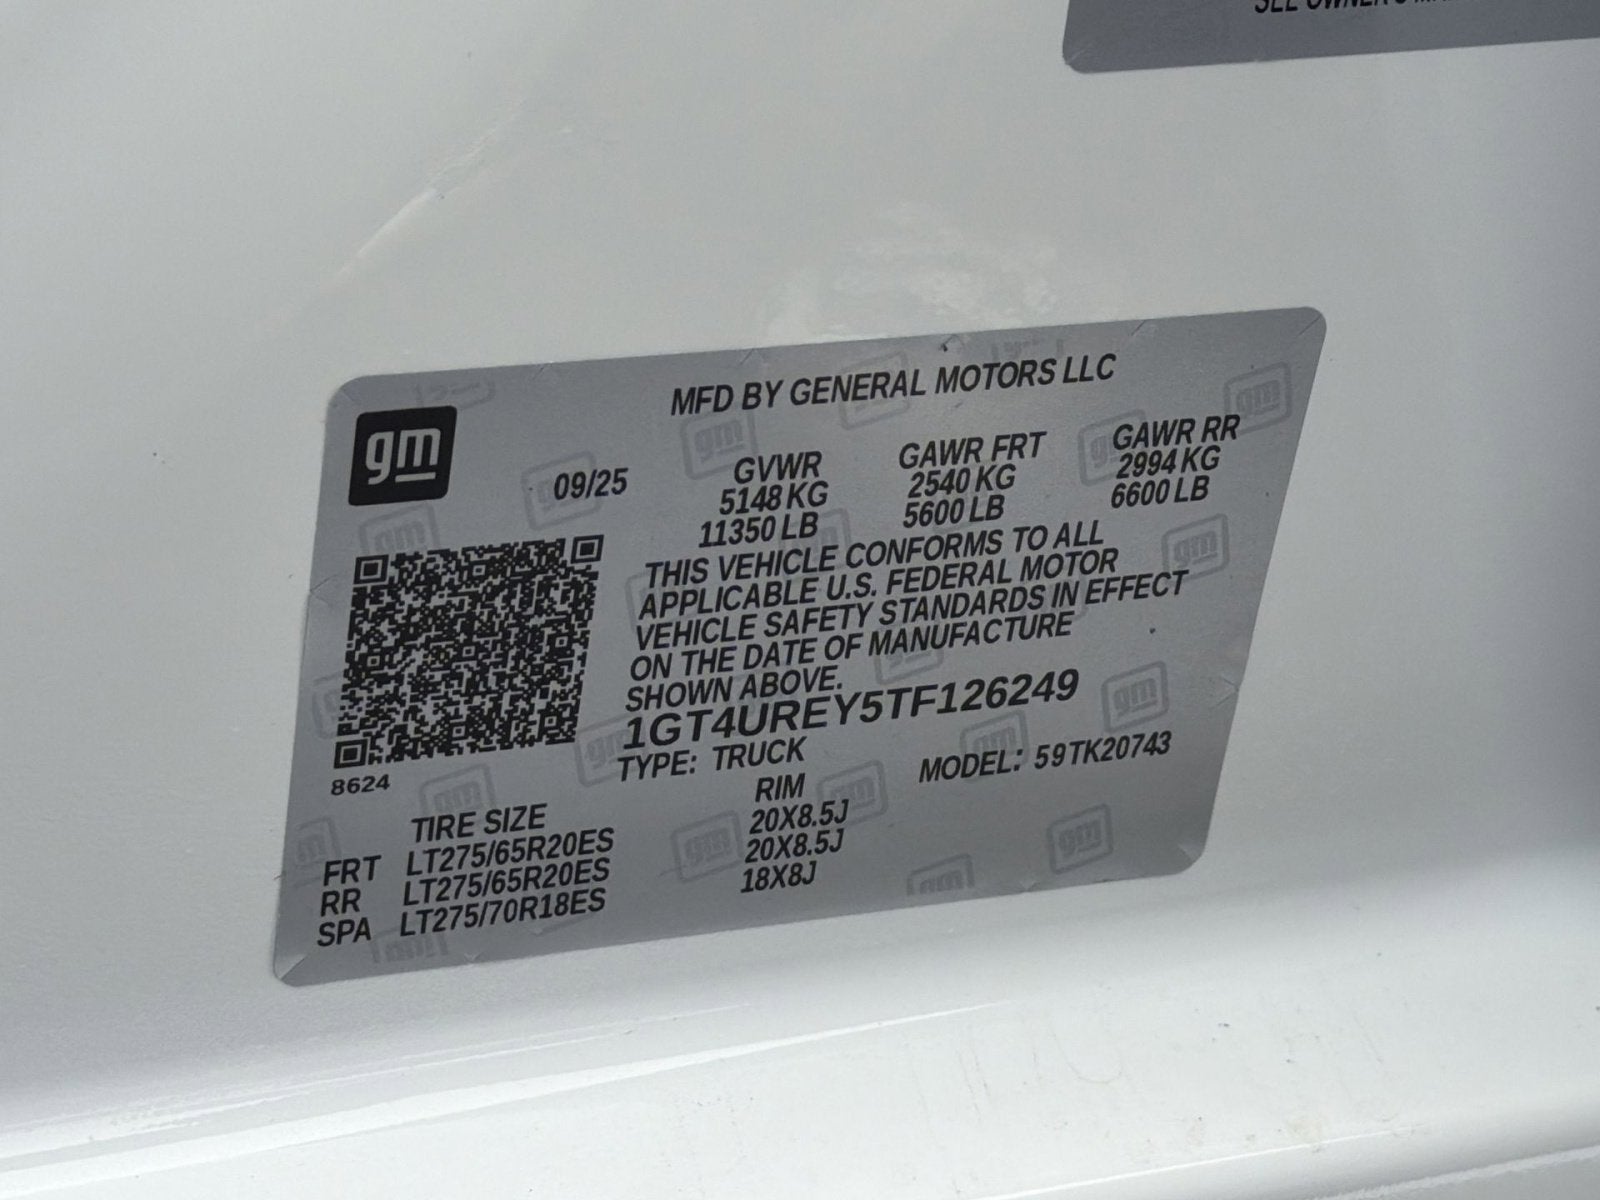 SEE OWNER'S
gm
MFD BY GENERAL MOTORS LLC
09/25
GVWR GAWR FRT GAWR RR
5148 KG 2540 KG 2994 KG
11350 LB 5600 LB 6600 LB
THIS VEHICLE CONFORMS TO ALL
APPLICABLE U.S. FEDERAL MOTOR
VEHICLE SAFETY STANDARDS IN EFFECT
ON THE DATE OF MANUFACTURE
SHOWN ABOVE.
1GT4UREY5TF126249
TYPE: TRUCK MODEL: 59TK20743
8624
TIRE SIZE RIM
FRT LT275/65R20ES 20X8.5J
RR LT275/65R20ES 20X8.5J
SPA LT275/70R18ES 18X8J